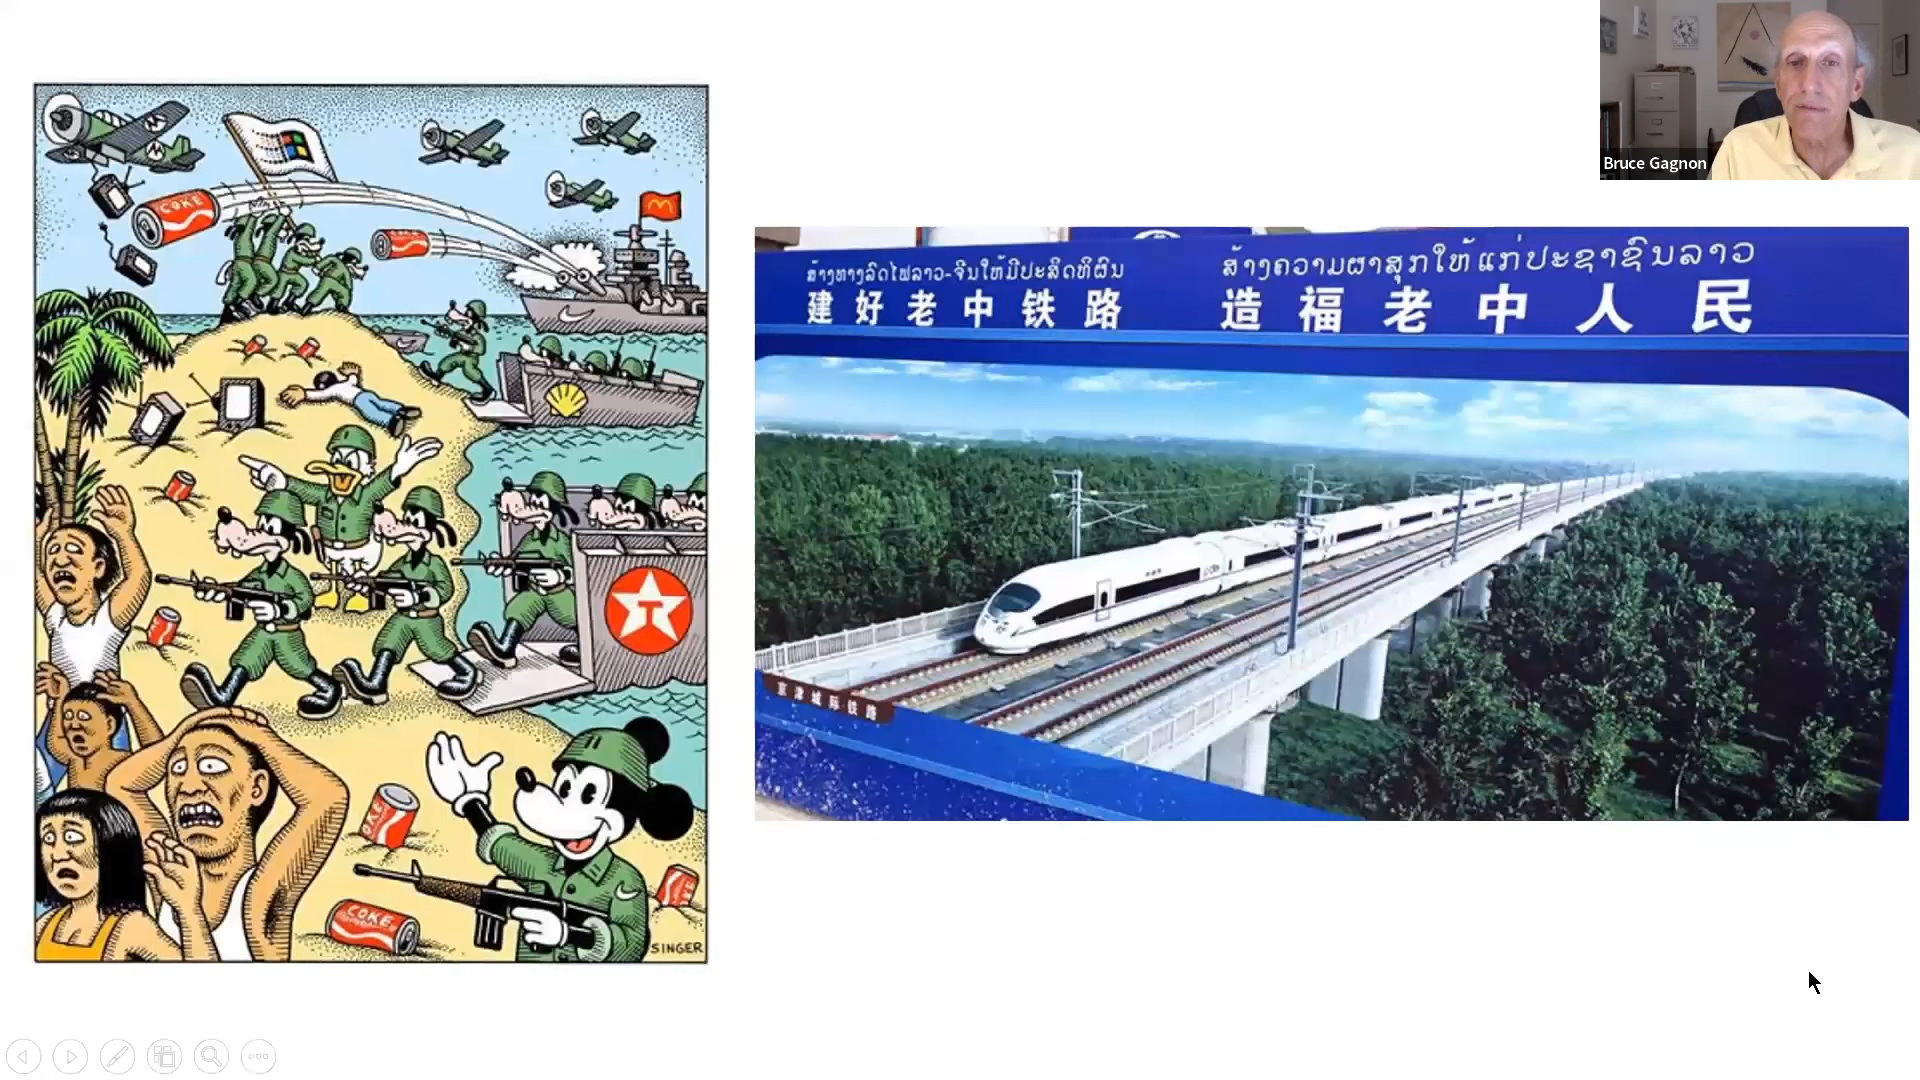 Bruce Gagnon
COKE
COKE
COKE
COKE
SINGER
ສ້າງທາງລົດໄຟລາວ-ຈີນໃຫ້ມີປະສິດທິຜົນ
建好老中铁路
ສ້າງຄວາມຜາສຸກໃຫ້ແກ່ປະຊາຊົນລາວ
造福老中人民
京津城际铁路